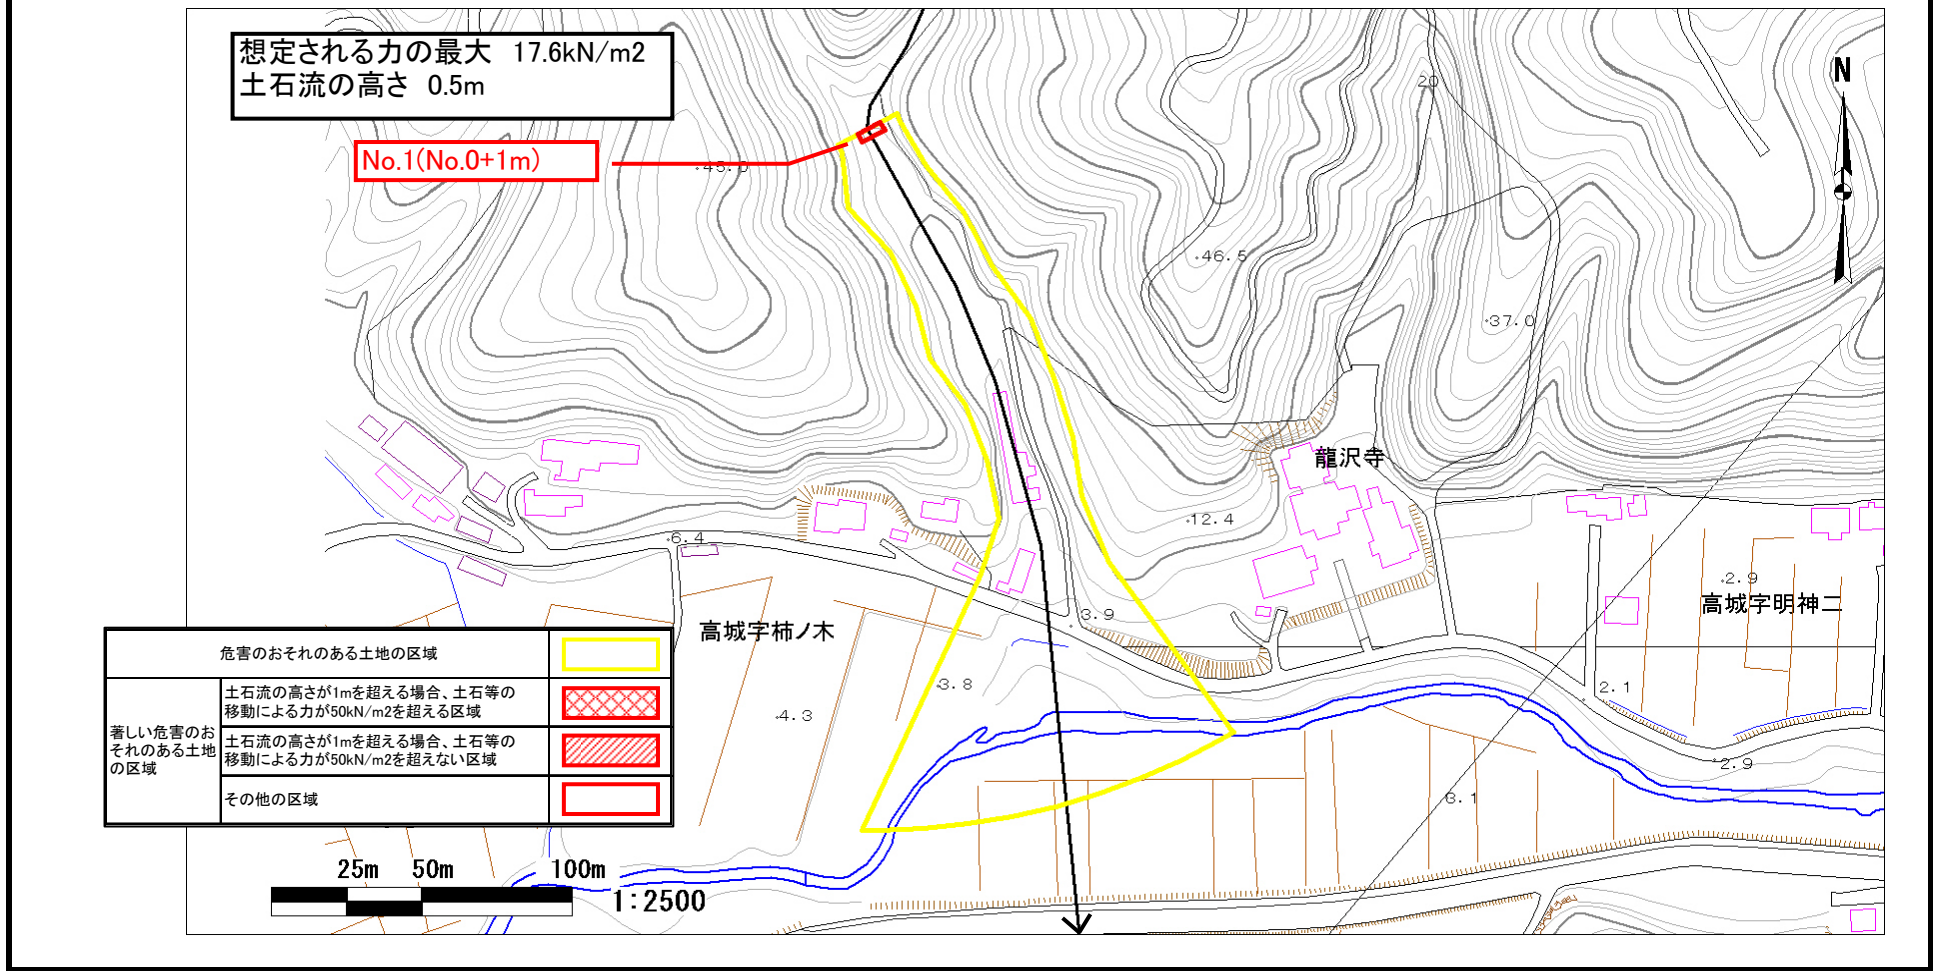 想定される力の最大 17.6kN/m2
土石流の高さ 0.5m
No.1(No.0+1m)
N
20
45.0
46.5
37.0
龍沢寺
12.4
6.4
2.9
高城字明神二
3.9
高城字柿ノ木
3.8
4.3
2.1
2.9
危害のおそれのある土地の区域
著しい危害のお
それのある土地
の区域
土石流の高さが1mを超える場合、土石等の
移動による力が50kN/m2を超える区域
土石流の高さが1mを超える場合、土石等の
移動による力が50kN/m2を超えない区域
その他の区域
25m 50m 100m
1:2500